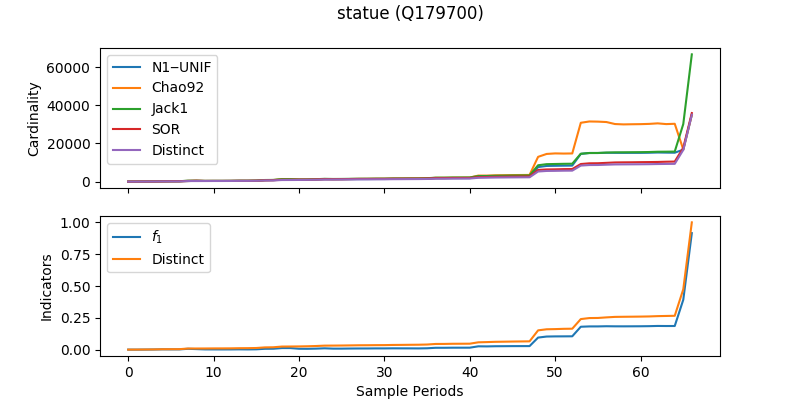 statue (Q179700)
Cardinality
60000
40000
20000
0
N1−UNIF
Chao92
Jack1
SOR
Distinct
Indicators
1.00
0.75
0.50
0.25
0.00
f1
Distinct
0 10 20 30 40 50 60
Sample Periods